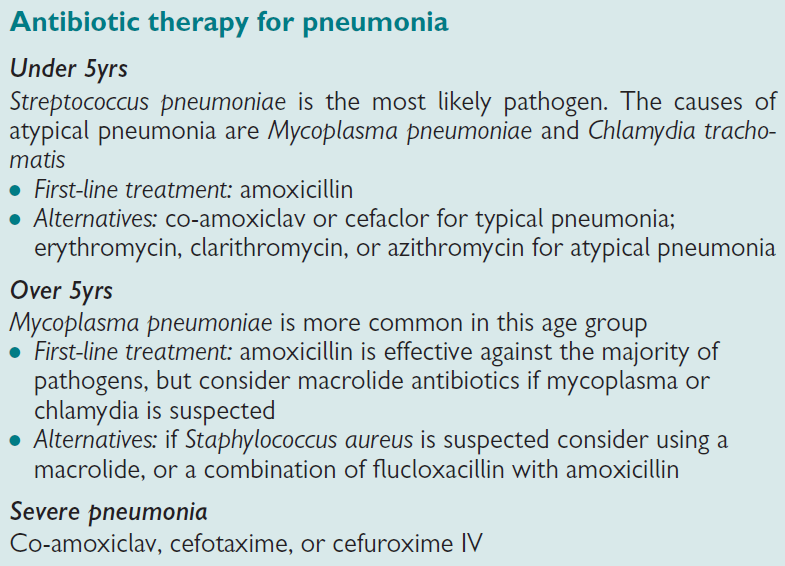 Antibiotic therapy for pneumonia
Under 5yrs
Streptococcus pneumoniae is the most likely pathogen. The causes of
atypical pneumonia are Mycoplasma pneumoniae and Chlamydia tracho-
matis
• First-line treatment: amoxicillin
• Alternatives: co-amoxiclav or cefaclor for typical pneumonia;
erythromycin, clarithromycin, or azithromycin for atypical pneumonia
Over 5yrs
Mycoplasma pneumoniae is more common in this age group
• First-line treatment: amoxicillin is effective against the majority of
pathogens, but consider macrolide antibiotics if mycoplasma or
chlamydia is suspected
• Alternatives: if Staphylococcus aureus is suspected consider using a
macrolide, or a combination of flucloxacillin with amoxicillin
Severe pneumonia
Co-amoxiclav, cefotaxime, or cefuroxime IV